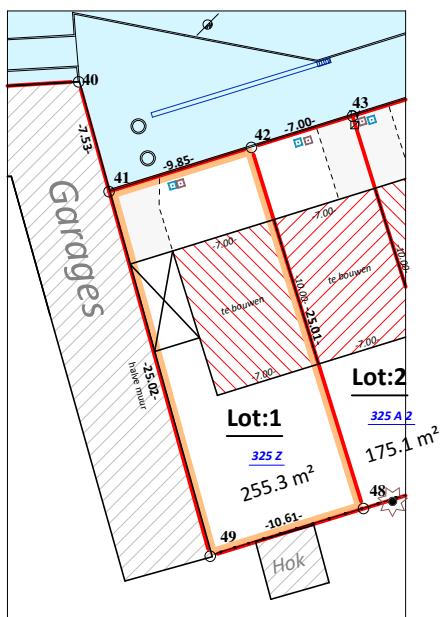 40
-7.53-
43
42
-7.00-
-9.85-
41
Garages
-7.00-
-7.00-
te bouwen
te bouwen
-10.00-
-10.00-
-25.01-
-25.02-
halve muur
-7.00-
-7.00-
Lot:1
325 Z
255.3 m²
Lot:2
325 A 2
175.1 m²
48
-10.61-
49
Hok